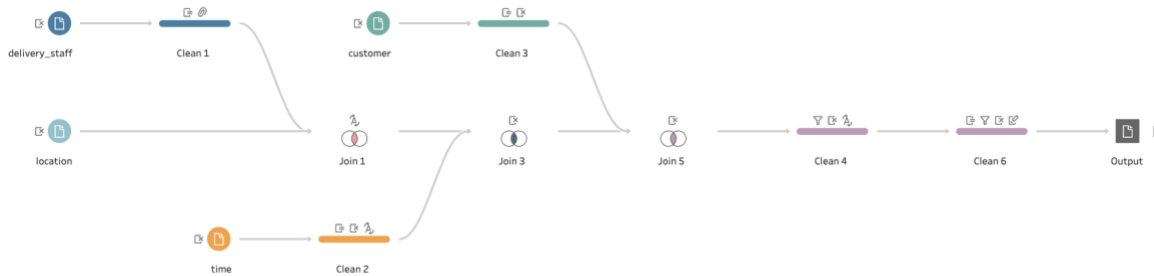 delivery_staff
Clean 1
customer
Clean 3
location
Join 1
Join 3
Join 5
Clean 4
Clean 6
Output
time
Clean 2